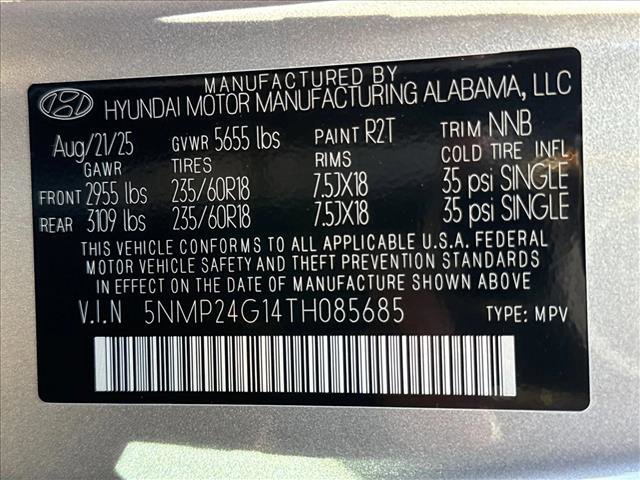 MANUFACTURED BY
HYUNDAI MOTOR MANUFACTURING ALABAMA, LLC
Aug/21/25 GVWR 5655 lbs PAINT R2T TRIM NNB
GAWR TIRES RIMS COLD TIRE INFL
FRONT 2955 lbs 235/60R18 7.5JX18 35 psi SINGLE
REAR 3109 lbs 235/60R18 7.5JX18 35 psi SINGLE
THIS VEHICLE CONFORMS TO ALL APPLICABLE U.S.A. FEDERAL
MOTOR VEHICLE SAFETY AND THEFT PREVENTION STANDARDS
IN EFFECT ON THE DATE OF MANUFACTURE SHOWN ABOVE.
V.I.N 5NMP24G14TH085685 TYPE: MPV